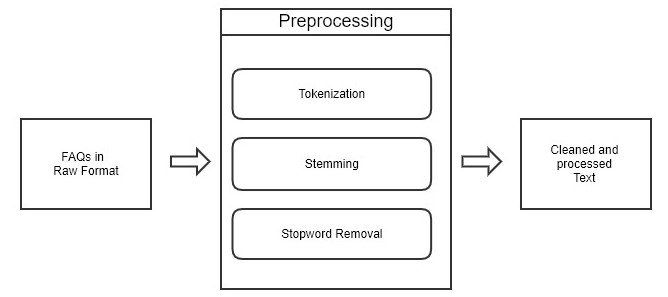 Preprocessing
FAQs in
Raw Format
Tokenization
Stemming
Stopword Removal
Cleaned and
processed
Text